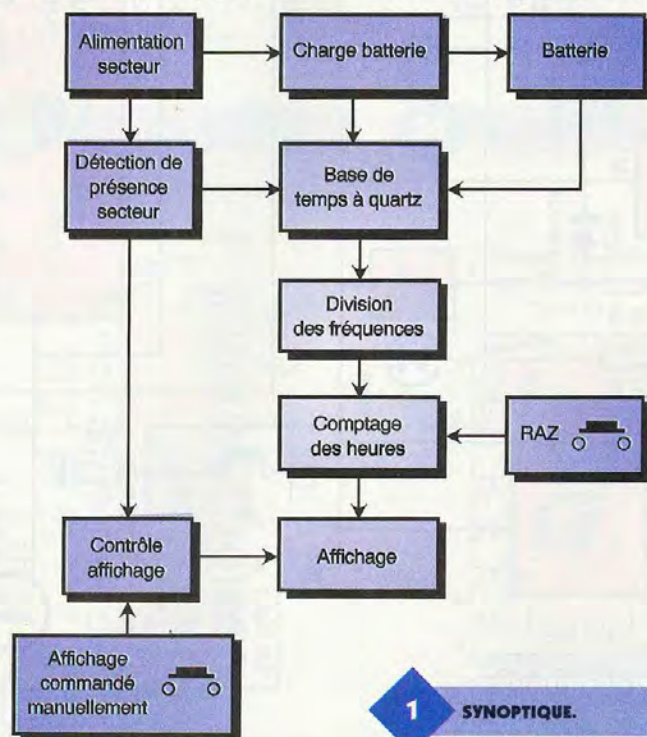 Alimentation
secteur
Charge batterie
Batterie
Détection de
présence
secteur
Base de
temps à quartz
Division
des fréquences
Comptage
des heures
RAZ
Contrôle
affichage
Affichage
Affichage
commandé
manuellement
1 SYNOPTIQUE.